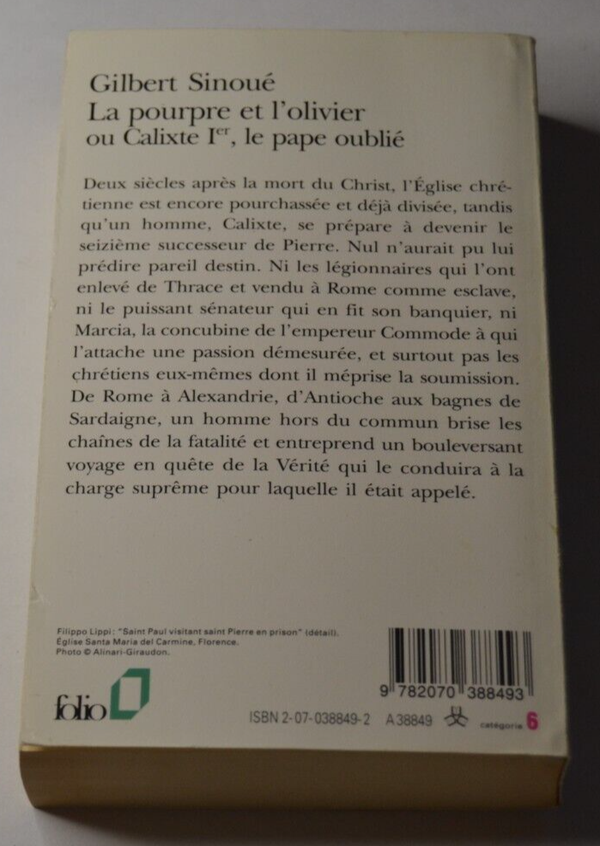 Gilbert Sinoué
La pourpre et l'olivier
ou Calixte Ier, le pape oublié
Deux siècles après la mort du Christ, l'Église chré-
tienne est encore pourchassée et déjà divisée, tandis
qu'un homme, Calixte, se prépare à devenir le
seizième successeur de Pierre. Nul n'aurait pu lui
prédire pareil destin. Ni les légionnaires qui l'ont
enlevé de Thrace et vendu à Rome comme esclave,
ni le puissant sénateur qui en fit son banquier, ni
Marcia, la concubine de l'empereur Commode à qui
l'attache une passion démesurée, et surtout pas les
chrétiens eux-mêmes dont il méprise la soumission.
De Rome à Alexandrie, d'Antioche aux bagnes de
Sardaigne, un homme hors du commun brise les
chaînes de la fatalité et entreprend un bouleversant
voyage en quête de la Vérité qui le conduira à la
charge suprême pour laquelle il était appelé.
Filippo Lippi : "Saint Paul visitant saint Pierre en prison" (détail).
Église Santa Maria del Carmine, Florence.
Photo © Alinari-Giraudon.
folio
9 782070 388493
ISBN 2-07-038849-2 A 38849 catégorie 6